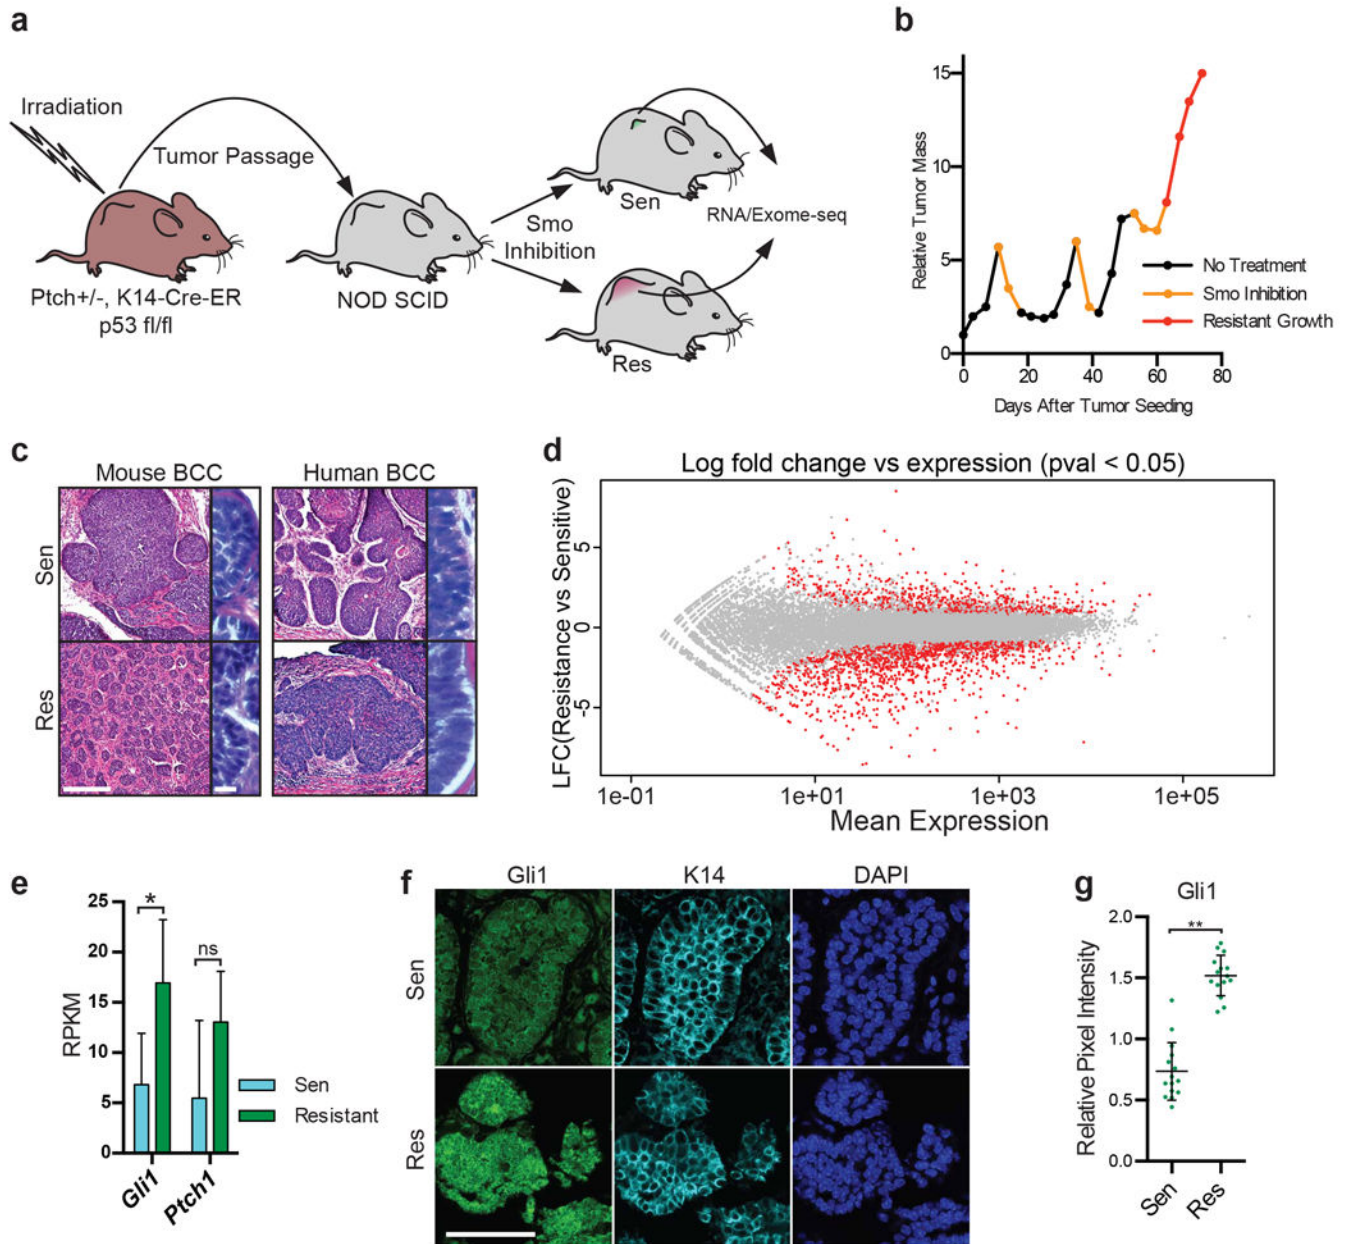 a
Irradiation
Tumor Passage
Ptch+/-, K14-Cre-ER
p53 fl/fl
NOD SCID
Smo
Inhibition
Sen
Res
RNA/Exome-seq
b
Relative Tumor Mass
15
10
5
0
0 20 40 60 80
Days After Tumor Seeding
No Treatment
Smo Inhibition
Resistant Growth
c
Mouse BCC Human BCC
Sen
Res
d
Log fold change vs expression (pval < 0.05)
LFC(Resistance vs Sensitive)
5
0
-5
1e-01 1e+01 1e+03 1e+05
Mean Expression
e
25
20
15
10
5
0
RPKM
*
ns
Sen
Resistant
Gli1 Ptch1
f
Gli1 K14 DAPI
Sen
Res
g
Gli1
Relative Pixel Intensity
2.0
1.5
1.0
0.5
0.0
**
Sen Res